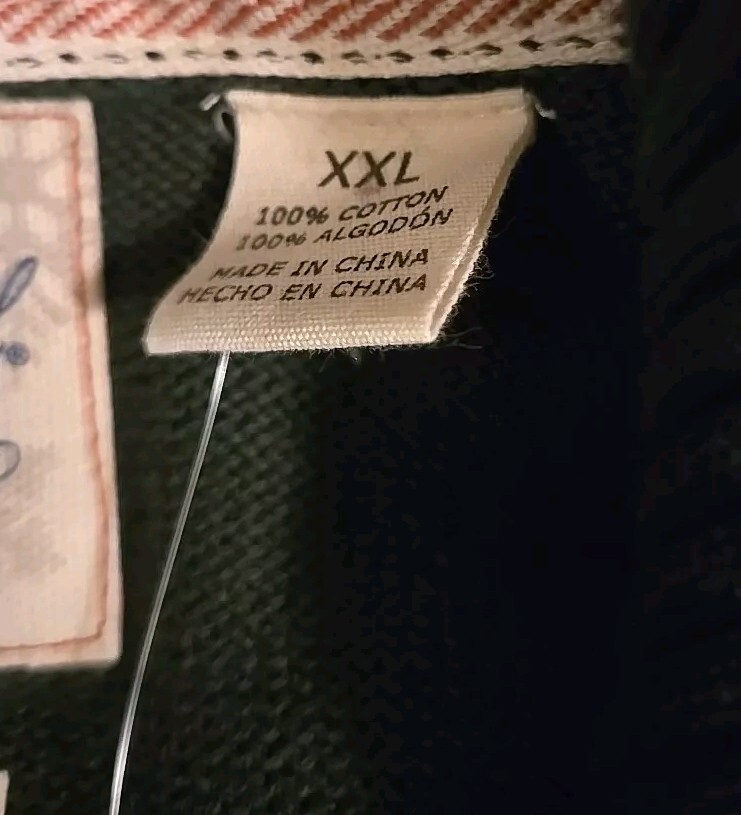 XXL
100% COTTON
100% ALGODÓN
MADE IN CHINA
HECHO EN CHINA